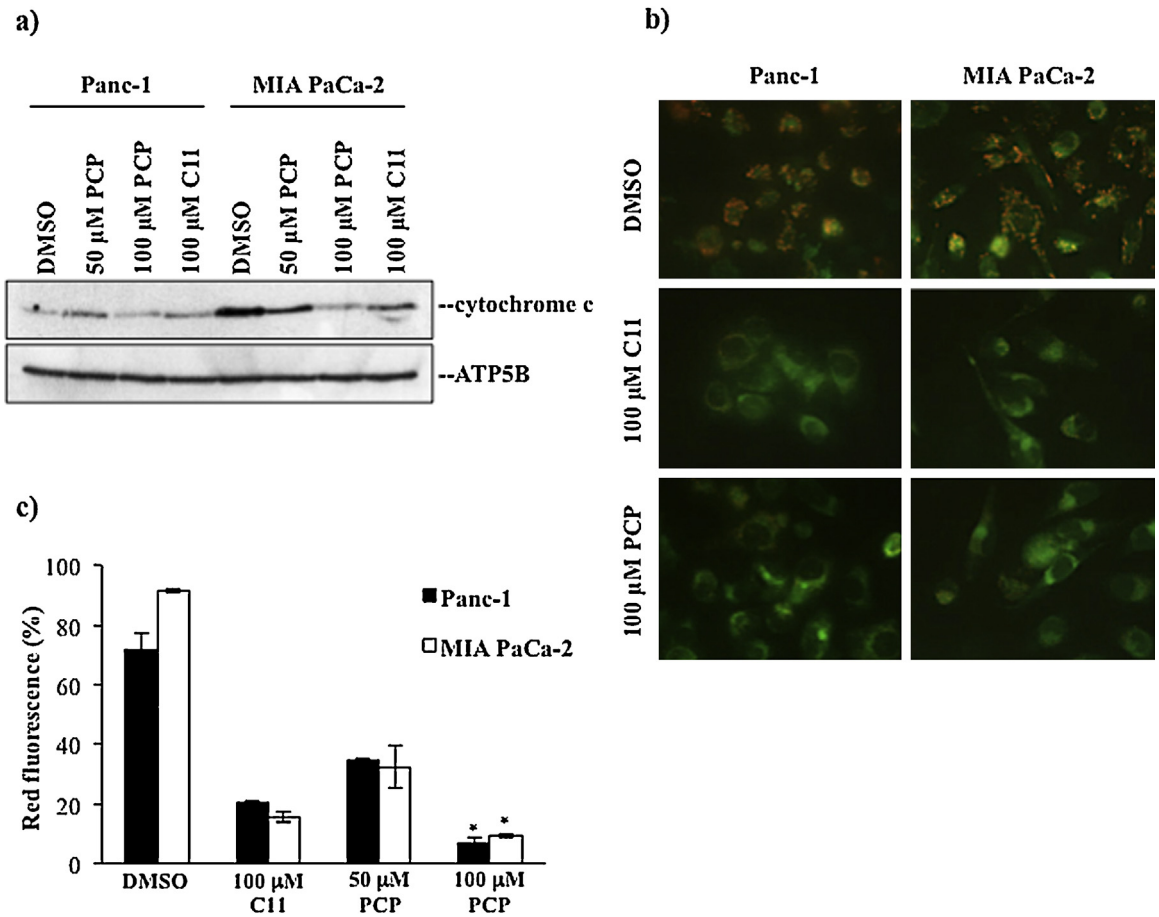 a)
Panc-1 MIA PaCa-2
DMSO
50 µM PCP
100 µM PCP
100 µM C11
DMSO
50 µM PCP
100 µM PCP
100 µM C11
--cytochrome c
--ATP5B
b)
Panc-1 MIA PaCa-2
DMSO
100 µM C11
100 µM PCP
c)
Red fluorescence (%)
100
80
60
40
20
0
Panc-1
MIA PaCa-2
* *
DMSO 100 µM 50 µM 100 µM
C11 PCP PCP